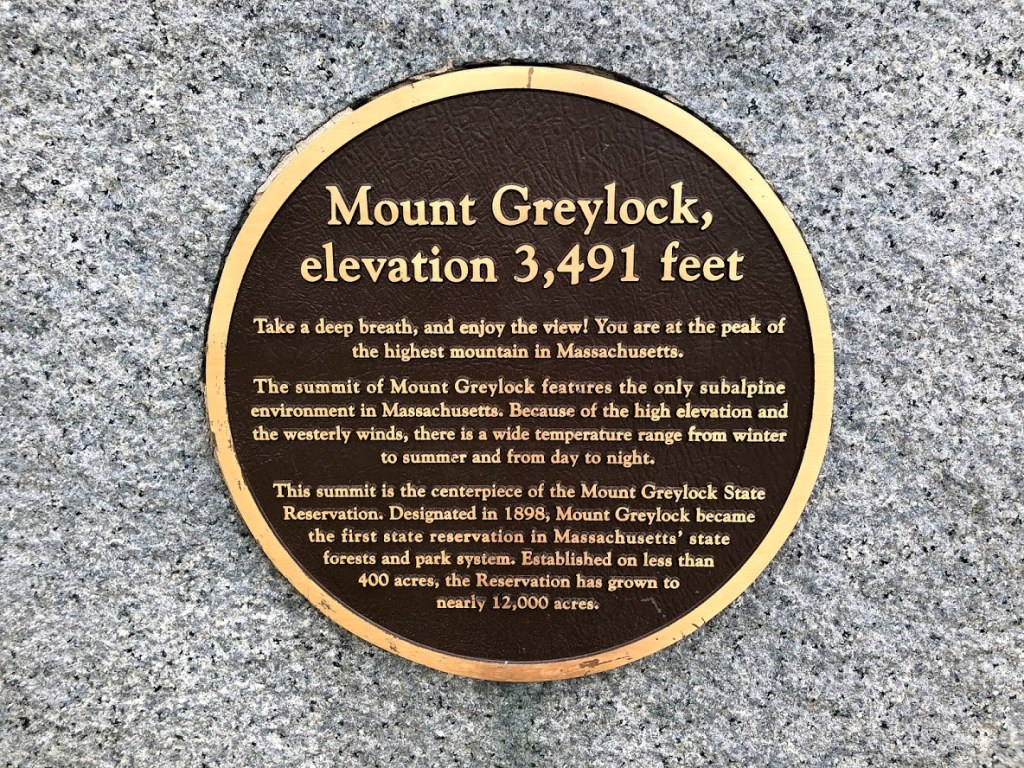 Mount Greylock,
elevation 3,491 feet
Take a deep breath, and enjoy the view! You are at the peak of
the highest mountain in Massachusetts.
The summit of Mount Greylock features the only subalpine
environment in Massachusetts. Because of the high elevation and
the westerly winds, there is a wide temperature range from winter
to summer and from day to night.
This summit is the centerpiece of the Mount Greylock State
Reservation. Designated in 1898, Mount Greylock became
the first state reservation in Massachusetts' state
forests and park system. Established on less than
400 acres, the Reservation has grown to
nearly 12,000 acres.